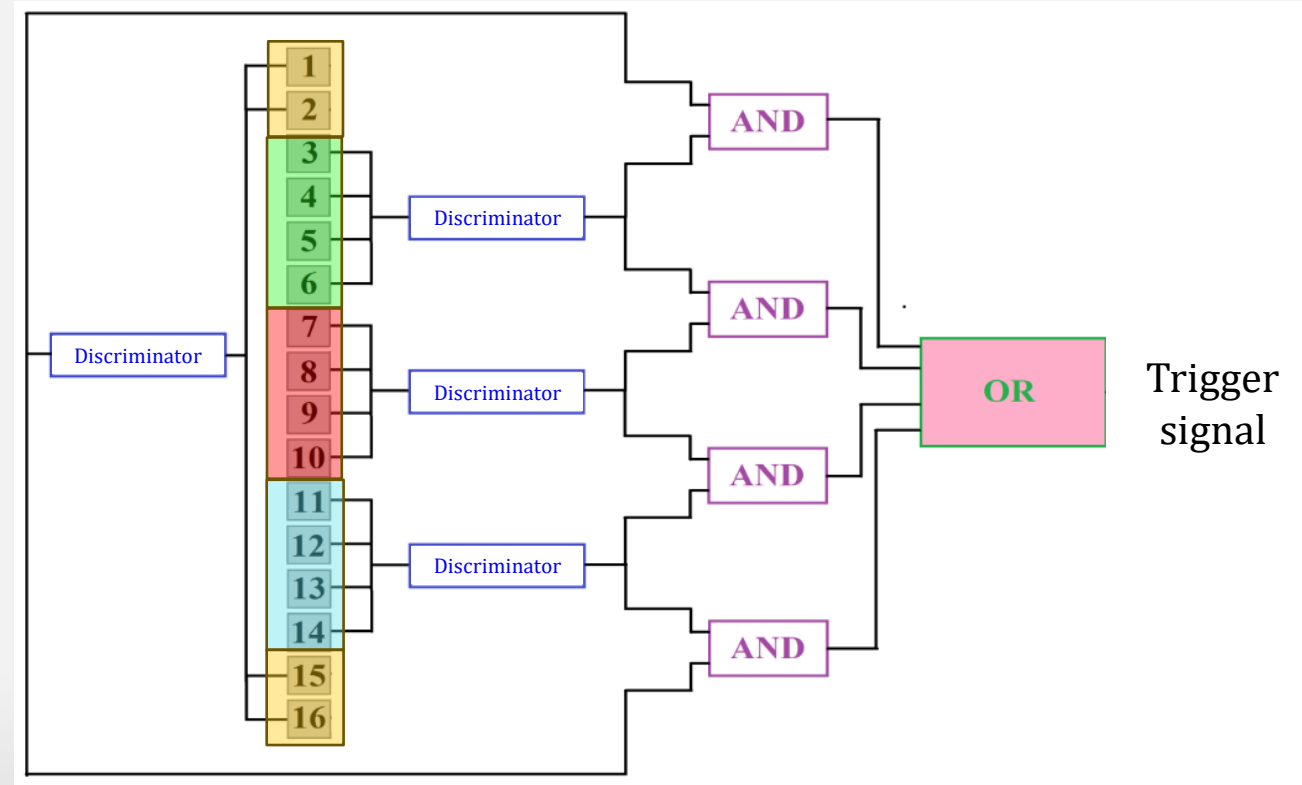 1
2
3
4
5
6
7
8
9
10
11
12
13
14
15
16
Discriminator
Discriminator
Discriminator
Discriminator
AND
AND
AND
AND
OR
Trigger
signal